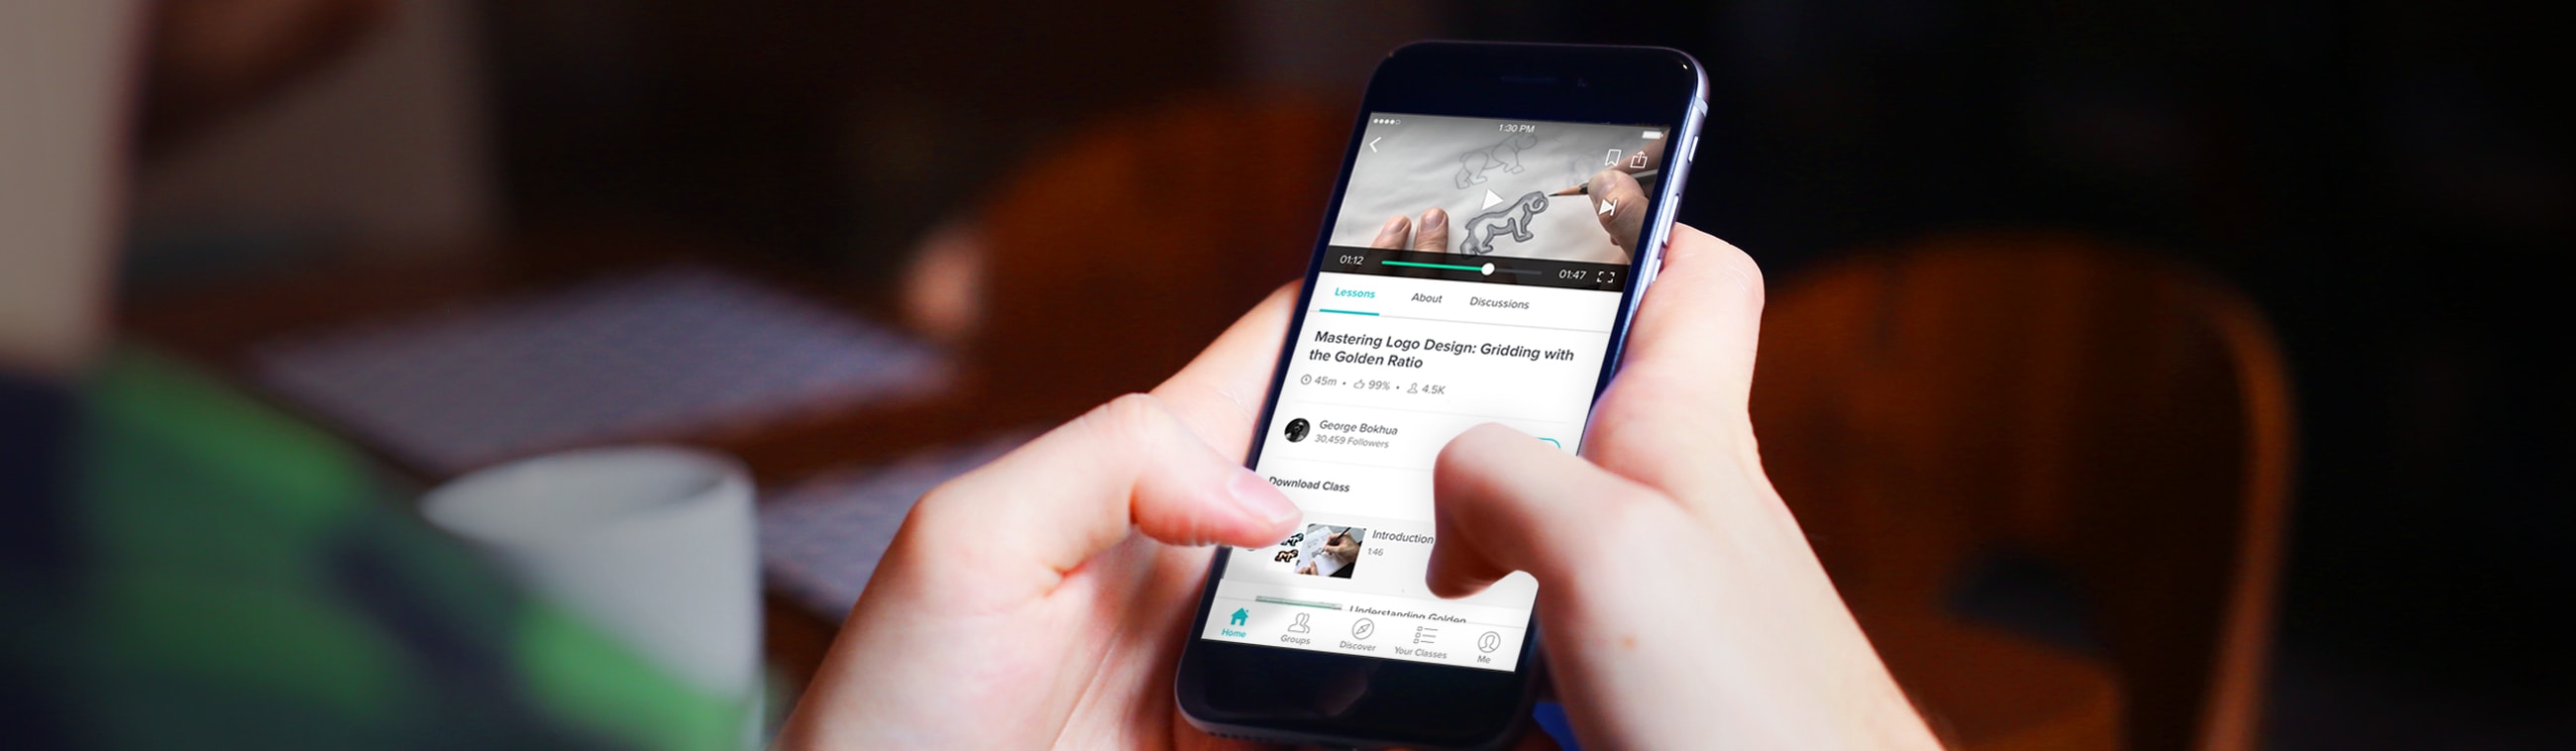 1:30 PM
01:12
01:47
Lessons
About
Discussions
Mastering Logo Design: Gridding with
the Golden Ratio
45m • 99% • 4.5K
George Bokhua
30,459 Followers
Download Class
Introduction
1:46
Understanding Golden
Home
Groups
Discover
Your Classes
Me